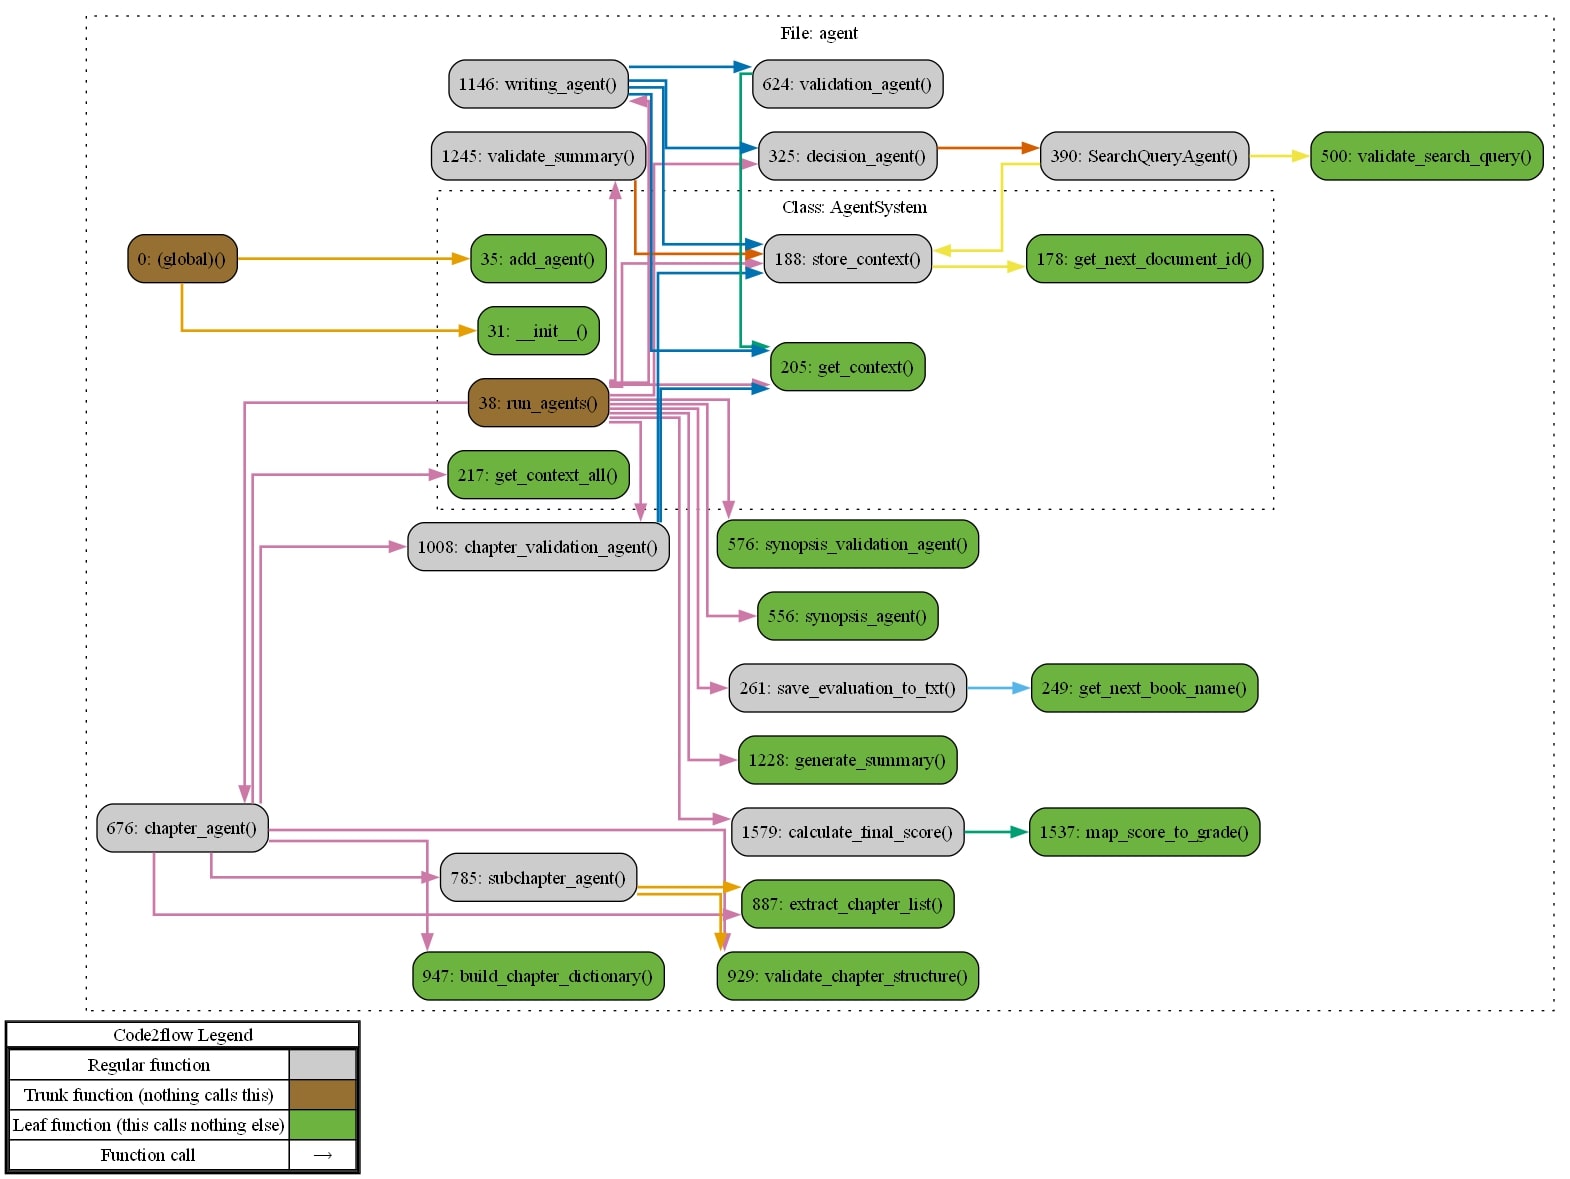 File: agent
1146: writing_agent()
624: validation_agent()
1245: validate_summary()
325: decision_agent()
390: SearchQueryAgent()
500: validate_search_query()
Class: AgentSystem
0: (global)()
35: add_agent()
188: store_context()
178: get_next_document_id()
31: __init__()
205: get_context()
38: run_agents()
217: get_context_all()
1008: chapter_validation_agent()
576: synopsis_validation_agent()
556: synopsis_agent()
261: save_evaluation_to_txt()
249: get_next_book_name()
1228: generate_summary()
676: chapter_agent()
1579: calculate_final_score()
1537: map_score_to_grade()
785: subchapter_agent()
887: extract_chapter_list()
947: build_chapter_dictionary()
929: validate_chapter_structure()
Code2flow Legend
Regular function
Trunk function (nothing calls this)
Leaf function (this calls nothing else)
Function call →